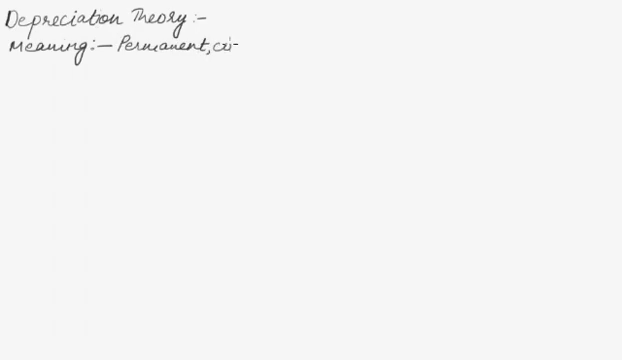 Depreciation Theory :-
Meaning :- Permanent,